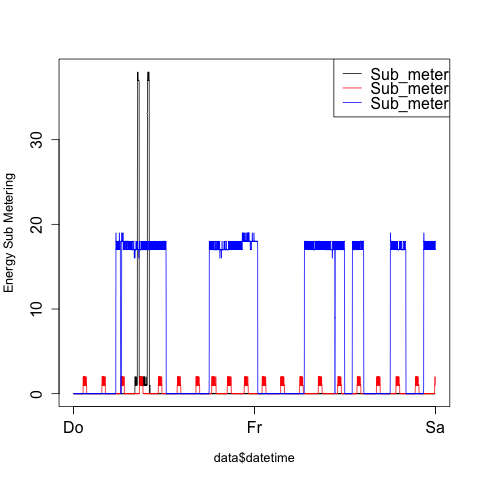 Sub_meter
Sub_meter
Sub_meter
Energy Sub Metering
30
20
10
0
Do Fr Sa
data$datetime